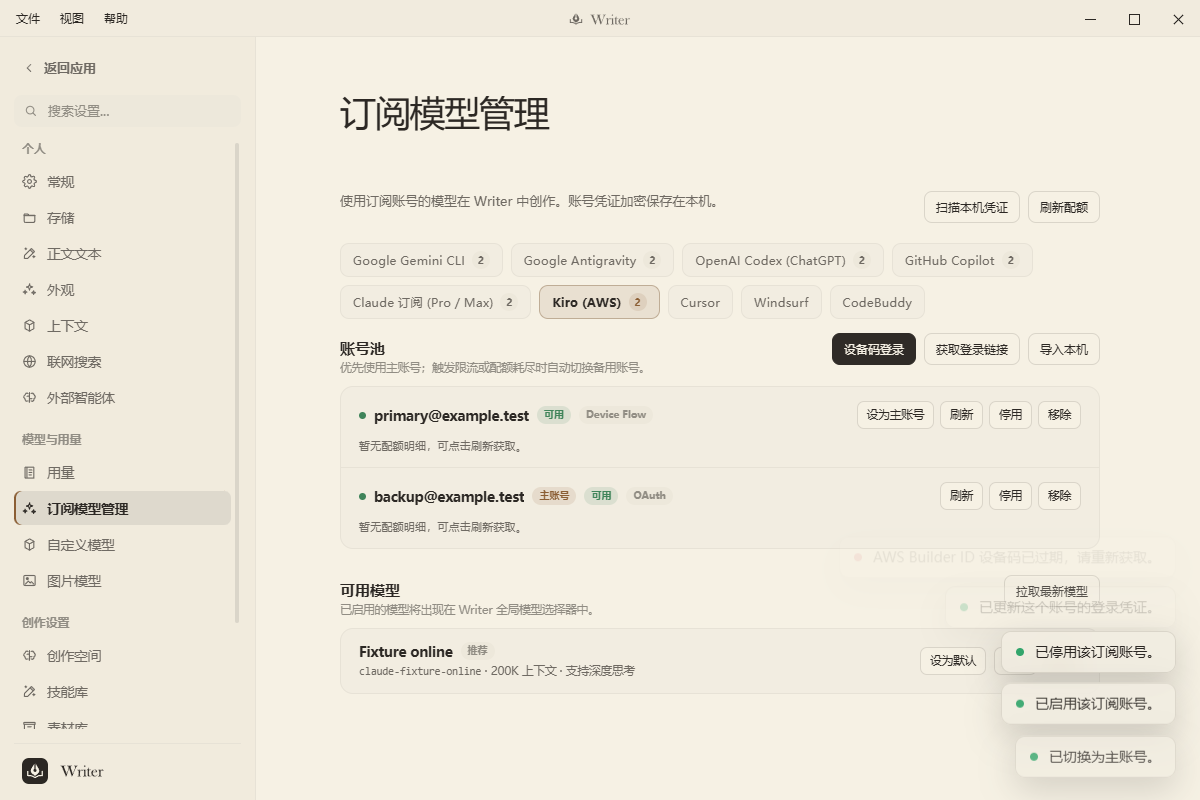 文件 视图 帮助
Writer
返回应用
搜索设置...
个人
常规
存储
正文文本
外观
上下文
联网搜索
外部智能体
模型与用量
用量
订阅模型管理
自定义模型
图片模型
创作设置
创作空间
技能库
素材库
Writer
订阅模型管理
使用订阅账号的模型在 Writer 中创作。账号凭证加密保存在本机。
扫描本机凭证 刷新配额
Google Gemini CLI 2 Google Antigravity 2 OpenAI Codex (ChatGPT) 2 GitHub Copilot 2
Claude 订阅 (Pro / Max) 2 Kiro (AWS) 2 Cursor Windsurf CodeBuddy
账号池
优先使用主账号；触发限流或配额耗尽时自动切换备用账号。
设备码登录 获取登录链接 导入本机
primary@example.test 可用 Device Flow 设为主账号 刷新 停用 移除
暂无配额明细，可点击刷新获取。
backup@example.test 主账号 可用 OAuth 刷新 停用 移除
暂无配额明细，可点击刷新获取。
AWS Builder ID 设备码已过期，请重新获取。
可用模型
已启用的模型将出现在 Writer 全局模型选择器中。
拉取最新模型
已更新这个账号的登录凭证。
Fixture online 推荐
claude-fixture-online · 200K 上下文 · 支持深度思考
设为默认
已停用该订阅账号。
已启用该订阅账号。
已切换为主账号。